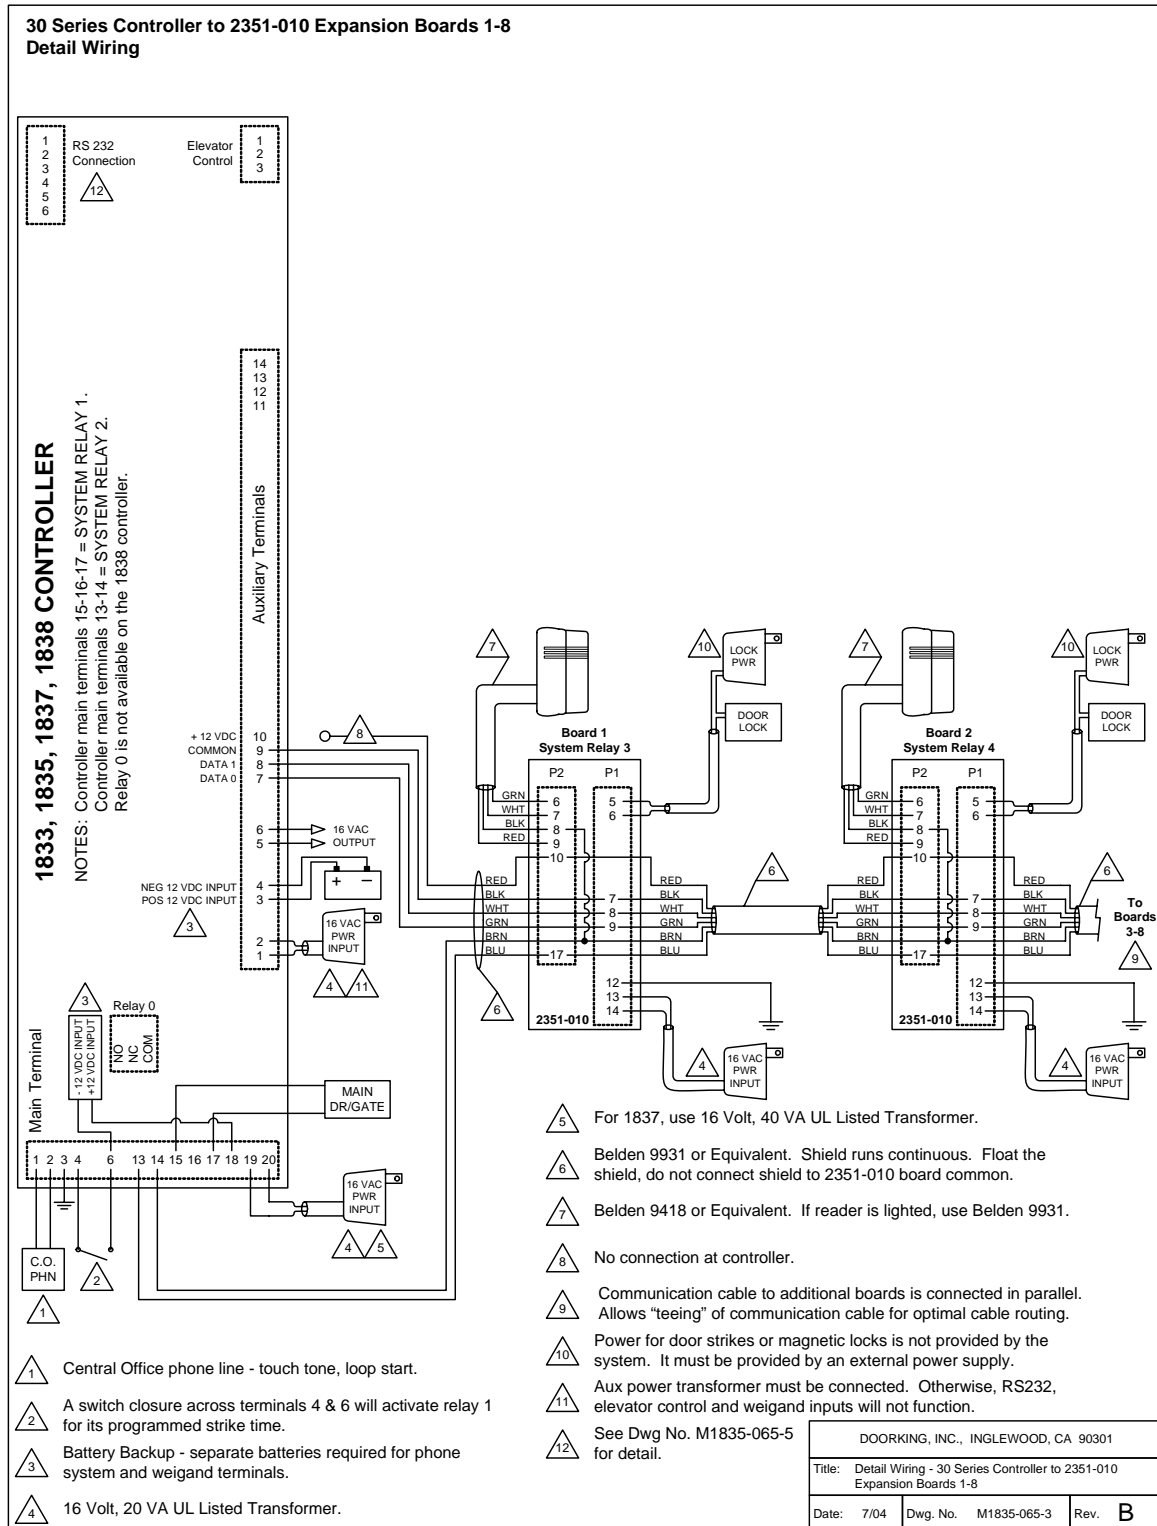 30 Series Controller to 2351-010 Expansion Boards 1-8
Detail Wiring
1
2
3
4
5
6
RS 232
Connection
12
Elevator
Control
1
2
3
1833, 1835, 1837, 1838 CONTROLLER
NOTES: Controller main terminals 15-16-17 = SYSTEM RELAY 1.
Controller main terminals 13-14 = SYSTEM RELAY 2.
Relay 0 is not available on the 1838 controller.
14
13
12
11
Auxiliary Terminals
+ 12 VDC 10
COMMON 9
DATA 1 8
DATA 0 7
8
6 16 VAC
5 OUTPUT
NEG 12 VDC INPUT 4
POS 12 VDC INPUT 3
+ −
3
2
1
16 VAC
PWR
INPUT
4 11
3
Relay 0
- 12 VDC INPUT
+12 VDC INPUT
NO
NC
COM
Main Terminal
MAIN
DR/GATE
1 2 3 4 6 13 14 15 16 17 18 19 20
16 VAC
PWR
INPUT
4 5
C.O.
PHN
1
2
7
10
LOCK
PWR
DOOR
LOCK
Board 1
System Relay 3
P2 P1
GRN 6
WHT 7
BLK 8
RED 9
10
5
6
RED RED
BLK 7 BLK
WHT 8 WHT
GRN 9 GRN
BRN BRN
BLU 17 BLU
6
6
12
13
14
2351-010
4
16 VAC
PWR
INPUT
7
10
LOCK
PWR
DOOR
LOCK
Board 2
System Relay 4
P2 P1
GRN 6
WHT 7
BLK 8
RED 9
10
5
6
RED RED
BLK 7 BLK
WHT 8 WHT
GRN 9 GRN
BRN BRN
BLU 17 BLU
6
To
Boards
3-8
9
12
13
14
2351-010
4
16 VAC
PWR
INPUT
1 Central Office phone line - touch tone, loop start.
2 A switch closure across terminals 4 & 6 will activate relay 1
for its programmed strike time.
3 Battery Backup - separate batteries required for phone
system and weigand terminals.
4 16 Volt, 20 VA UL Listed Transformer.
5 For 1837, use 16 Volt, 40 VA UL Listed Transformer.
6 Belden 9931 or Equivalent. Shield runs continuous. Float the
shield, do not connect shield to 2351-010 board common.
7 Belden 9418 or Equivalent. If reader is lighted, use Belden 9931.
8 No connection at controller.
9 Communication cable to additional boards is connected in parallel.
Allows “teeing” of communication cable for optimal cable routing.
10 Power for door strikes or magnetic locks is not provided by the
system. It must be provided by an external power supply.
11 Aux power transformer must be connected. Otherwise, RS232,
elevator control and weigand inputs will not function.
12 See Dwg No. M1835-065-5
for detail.
DOORKING, INC., INGLEWOOD, CA 90301
Title: Detail Wiring - 30 Series Controller to 2351-010
Expansion Boards 1-8
Date: 7/04 Dwg. No. M1835-065-3 Rev. B